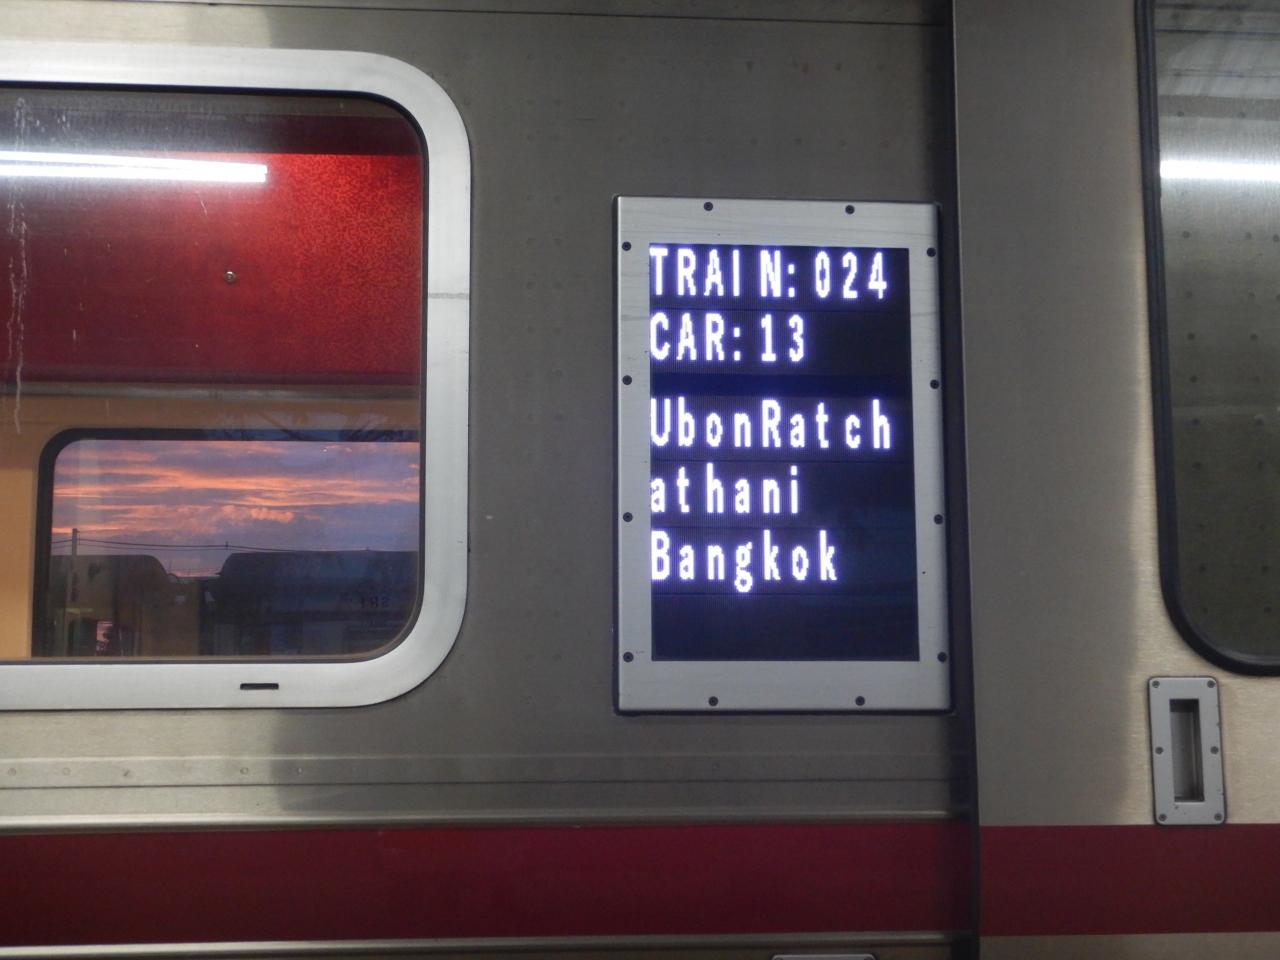 TRAIN: 024
CAR: 13
UbonRatch
athani
Bangkok